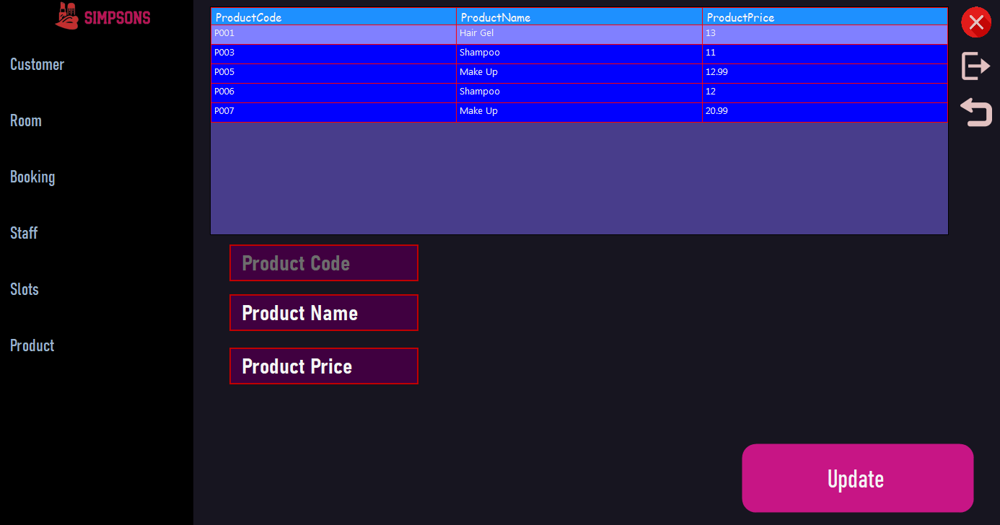 SIMPSONS
Customer
Room
Booking
Staff
Slots
Product
ProductCode ProductName ProductPrice
P001 Hair Gel 13
P003 Shampoo 11
P005 Make Up 12.99
P006 Shampoo 12
P007 Make Up 20.99
Product Code
Product Name
Product Price
Update